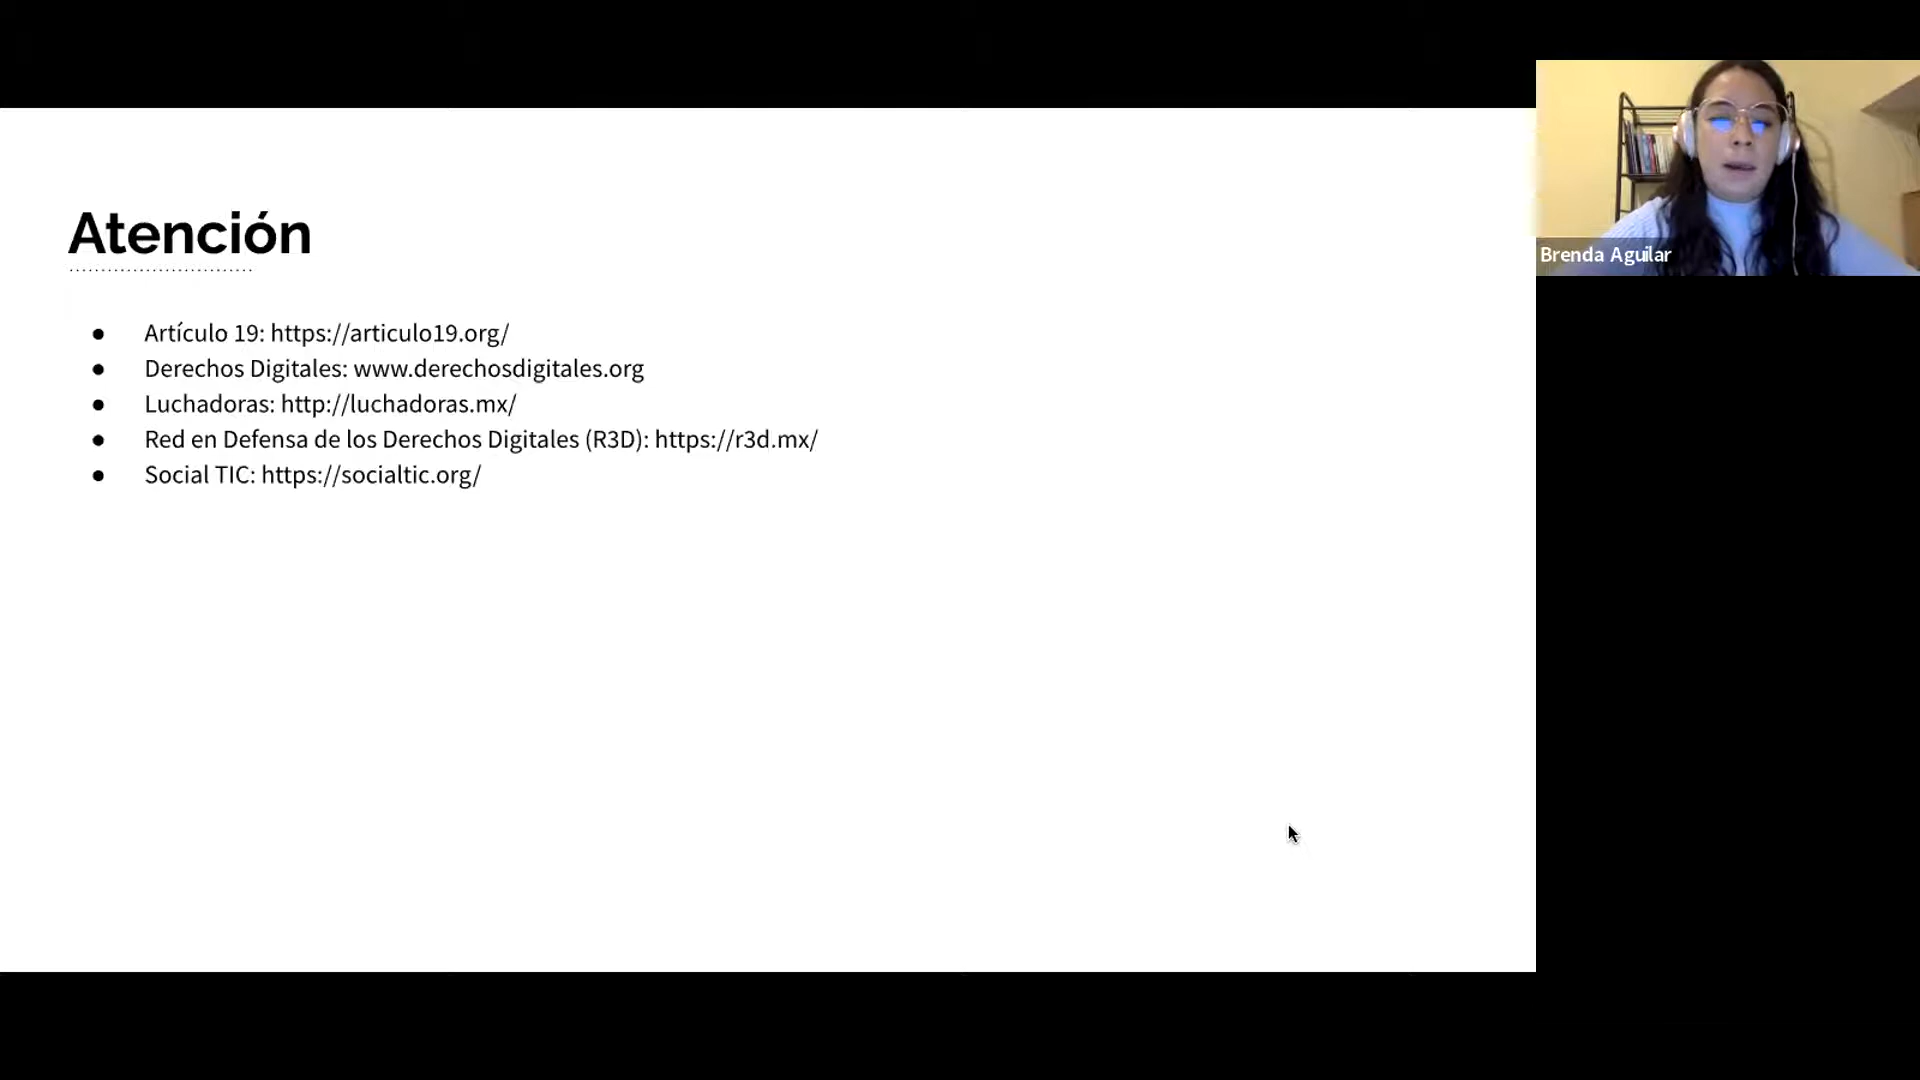 Atención
Artículo 19: https://articulo19.org/
Derechos Digitales: www.derechosdigitales.org
Luchadoras: http://luchadoras.mx/
Red en Defensa de los Derechos Digitales (R3D): https://r3d.mx/
Social TIC: https://socialtic.org/
Brenda Aguilar